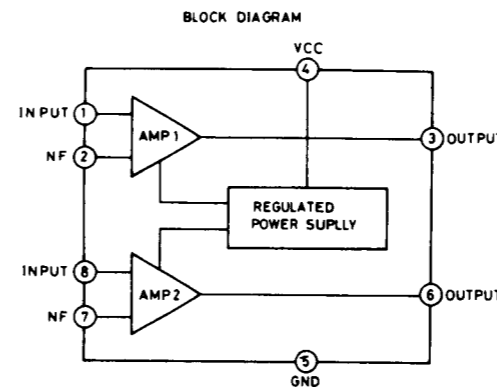 BLOCK DIAGRAM
VCC
4
INPUT 1
AMP 1
3 OUTPUT
NF 2
REGULATED
POWER SUPLLY
INPUT 8
AMP 2
6 OUTPUT
NF 7
5
GND